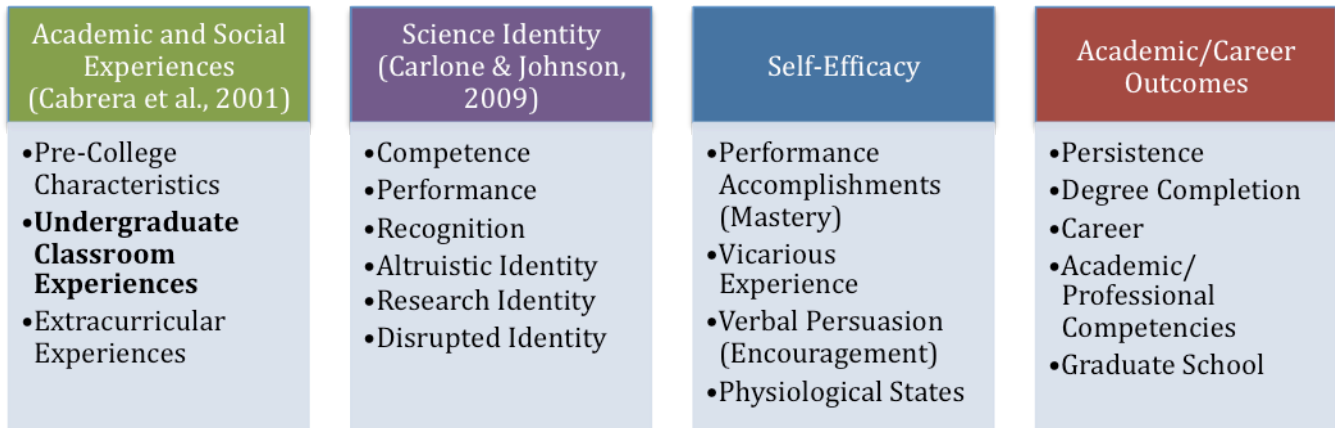 Academic and Social
Experiences
(Cabrera et al., 2001)
•Pre-College
Characteristics
•Undergraduate
Classroom
Experiences
•Extracurricular
Experiences
Science Identity
(Carlone & Johnson,
2009)
•Competence
•Performance
•Recognition
•Altruistic Identity
•Research Identity
•Disrupted Identity
Self-Efficacy
•Performance
Accomplishments
(Mastery)
•Vicarious
Experience
•Verbal Persuasion
(Encouragement)
•Physiological States
Academic/Career
Outcomes
•Persistence
•Degree Completion
•Career
•Academic/
Professional
Competencies
•Graduate School